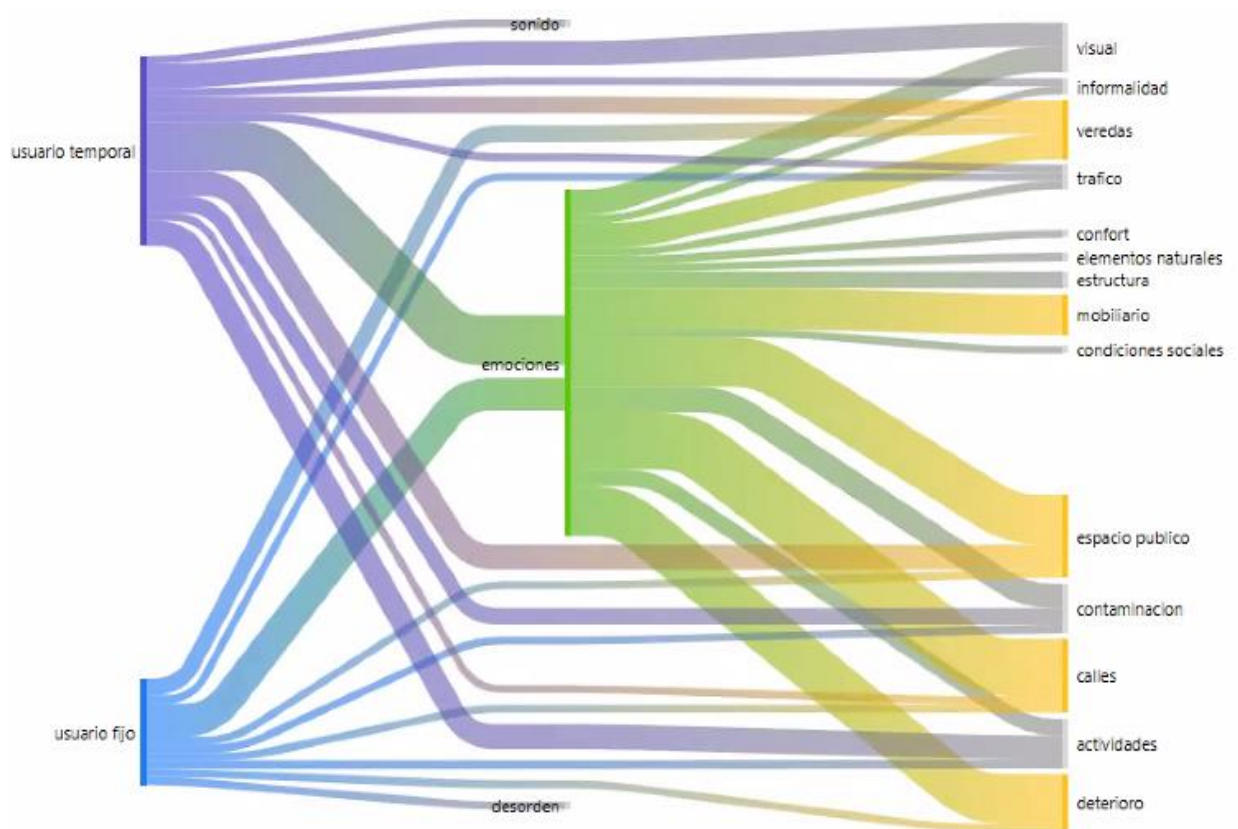 sonido
visual
informalidad
veredas
usuario temporal
trafico
confort
elementos naturales
estructura
mobiliario
condiciones sociales
emociones
espacio publico
contaminacion
calles
usuario fijo
actividades
deterioro
desorden